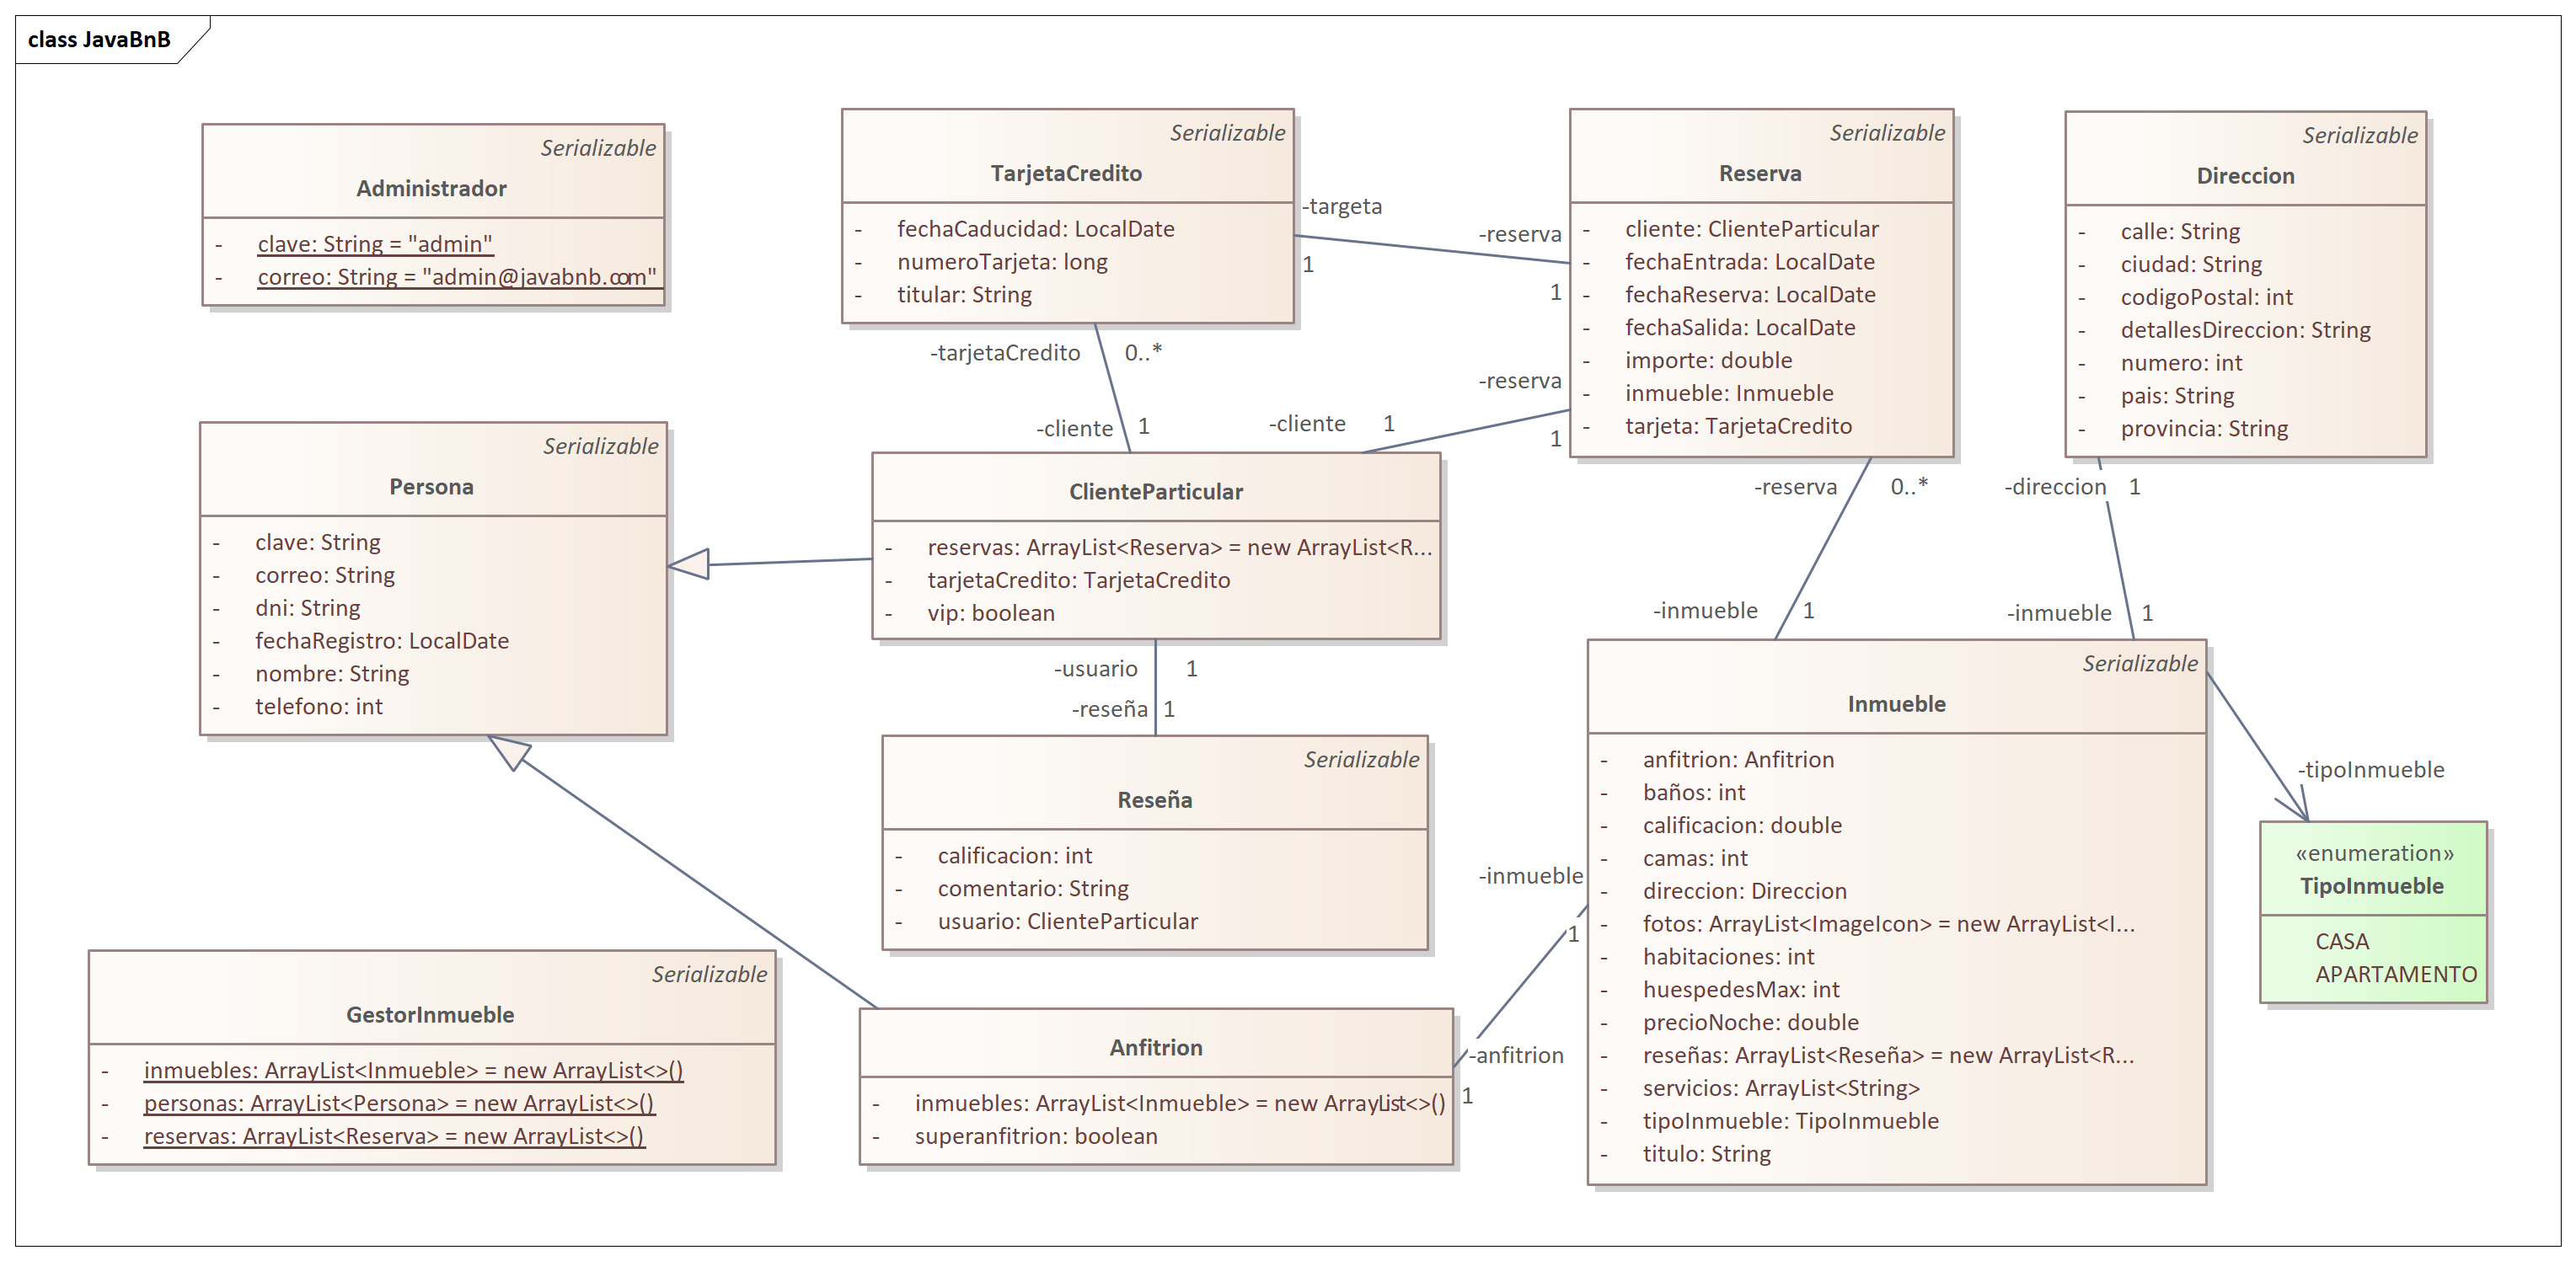 class JavaBnB
Serializable
Administrador
- clave: String = "admin"
- correo: String = "admin@javabnb.com"
Serializable
TarjetaCredito
- fechaCaducidad: LocalDate
- numeroTarjeta: long
- titular: String
-targeta
1
-reserva
1
Serializable
Reserva
- cliente: ClienteParticular
- fechaEntrada: LocalDate
- fechaReserva: LocalDate
- fechaSalida: LocalDate
- importe: double
- inmueble: Inmueble
- tarjeta: TarjetaCredito
Serializable
Direccion
- calle: String
- ciudad: String
- codigoPostal: int
- detallesDireccion: String
- numero: int
- pais: String
- provincia: String
-tarjetaCredito 0..*
-cliente 1
-cliente 1
-reserva
1
-reserva 0..*
-inmueble 1
-direccion 1
-inmueble 1
Serializable
Persona
- clave: String
- correo: String
- dni: String
- fechaRegistro: LocalDate
- nombre: String
- telefono: int
ClienteParticular
- reservas: ArrayList<Reserva> = new ArrayList<R...
- tarjetaCredito: TarjetaCredito
- vip: boolean
-usuario 1
-reseña 1
Serializable
Reseña
- calificacion: int
- comentario: String
- usuario: ClienteParticular
Serializable
Inmueble
- anfitrion: Anfitrion
- baños: int
- calificacion: double
- camas: int
- direccion: Direccion
- fotos: ArrayList<ImageIcon> = new ArrayList<I...
- habitaciones: int
- huespedesMax: int
- precioNoche: double
- reseñas: ArrayList<Reseña> = new ArrayList<R...
- servicios: ArrayList<String>
- tipoInmueble: TipoInmueble
- titulo: String
-tipoInmueble
«enumeration»
TipoInmueble
CASA
APARTAMENTO
-inmueble
1
-anfitrion
1
Serializable
GestorInmueble
- inmuebles: ArrayList<Inmueble> = new ArrayList<>()
- personas: ArrayList<Persona> = new ArrayList<>()
- reservas: ArrayList<Reserva> = new ArrayList<>()
Anfitrion
- inmuebles: ArrayList<Inmueble> = new ArrayList<>()
- superanfitrion: boolean